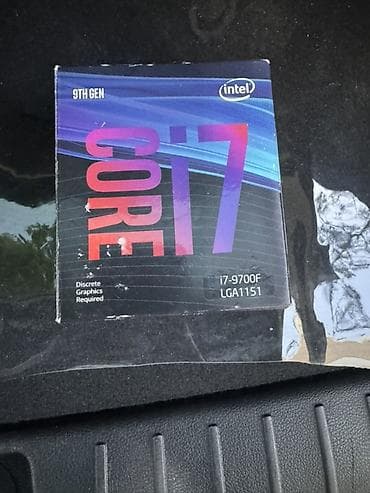 9TH GEN
intel
CORE i7
Discrete
Graphics
Required
i7-9700F
LGA1151